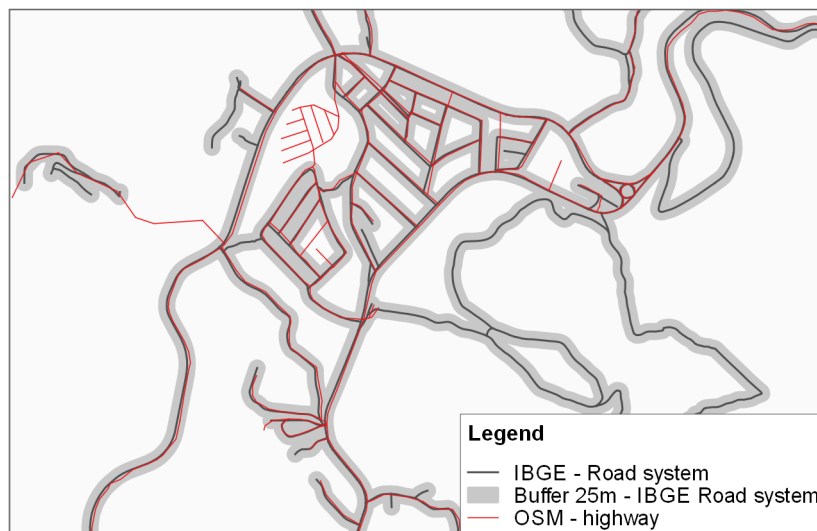 Legend
IBGE - Road system
Buffer 25m - IBGE Road system
OSM - highway